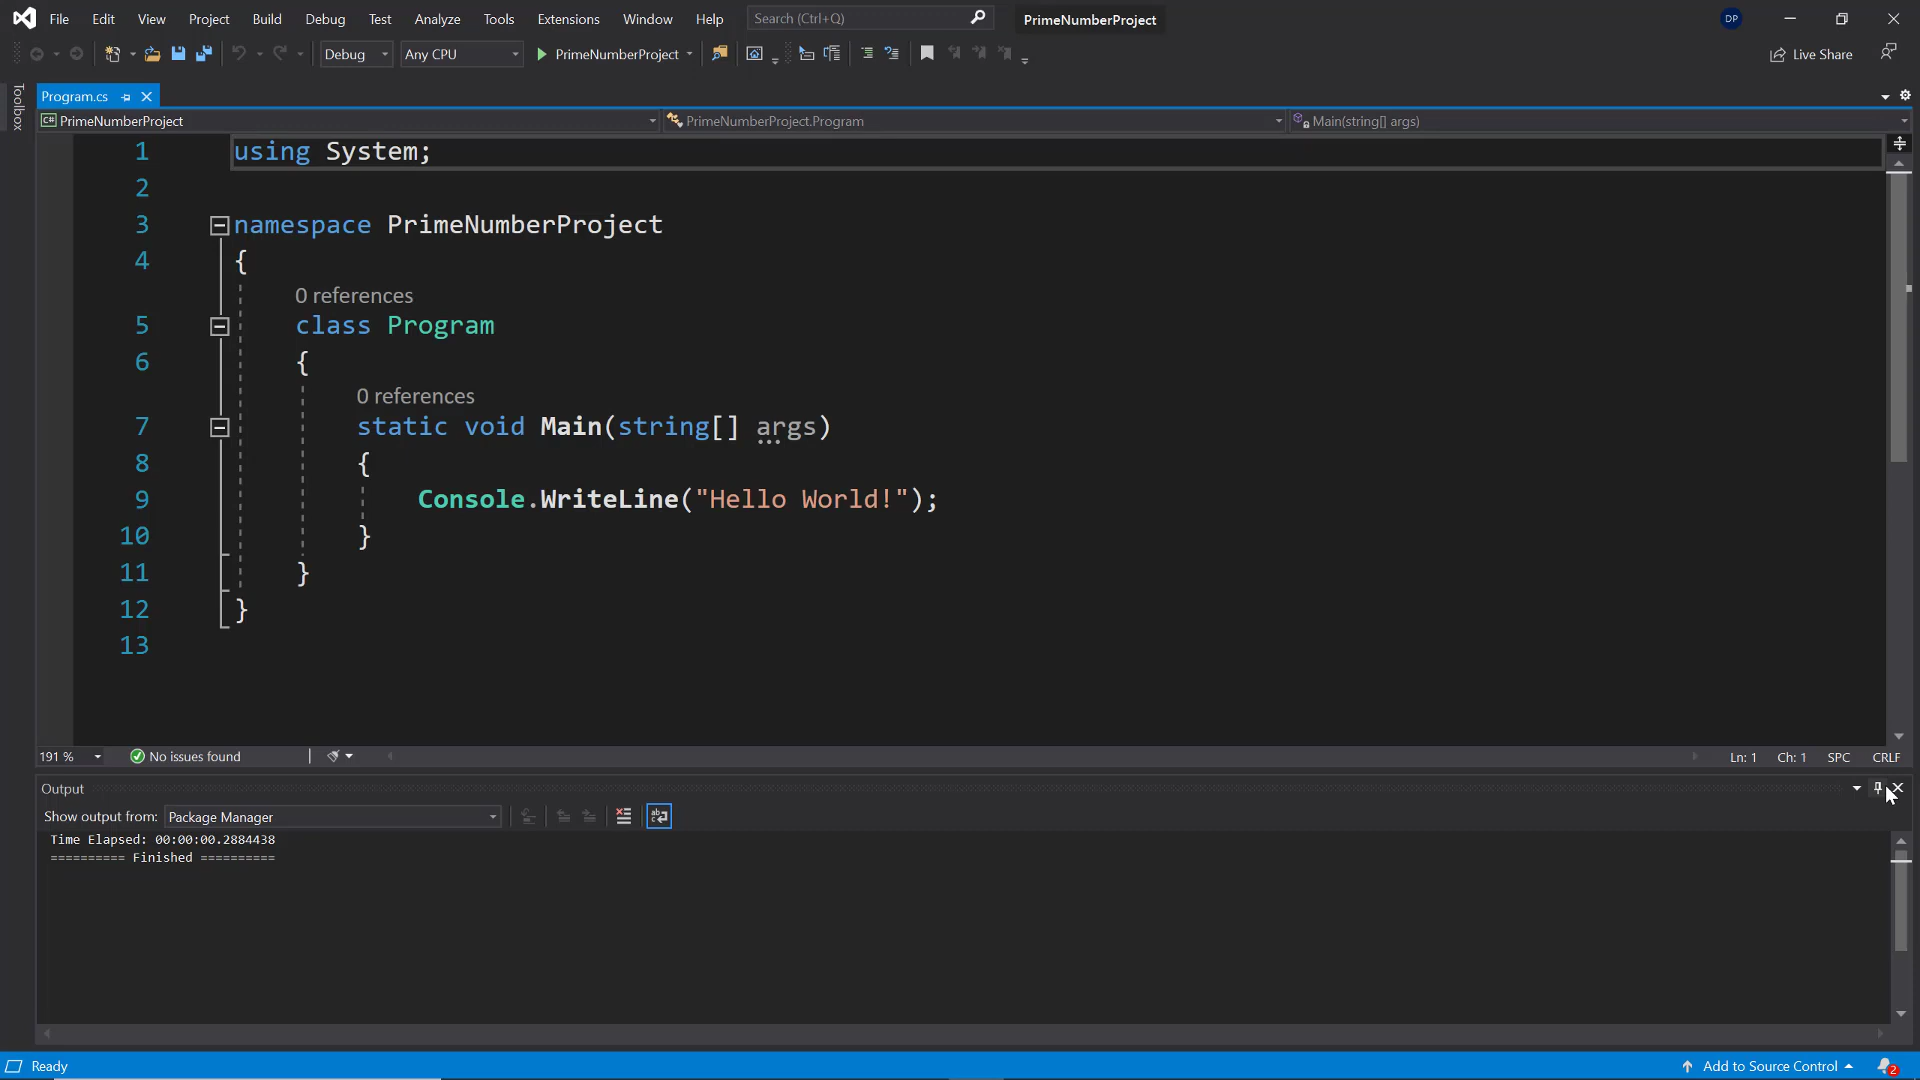 File Edit View Project Build Debug Test Analyze Tools Extensions Window Help Search (Ctrl+Q) PrimeNumberProject DP
Debug Any CPU PrimeNumberProject Live Share
Toolbox
Program.cs
C# PrimeNumberProject PrimeNumberProject.Program Main(string[] args)
1 using System;
2
3 namespace PrimeNumberProject
4 {
0 references
5 class Program
6 {
0 references
7 static void Main(string[] args)
8 {
9 Console.WriteLine("Hello World!");
10 }
11 }
12 }
13
191 % No issues found Ln: 1 Ch: 1 SPC CRLF
Output
Show output from: Package Manager
Time Elapsed: 00:00:00.2884438
========== Finished ==========
Ready Add to Source Control 2